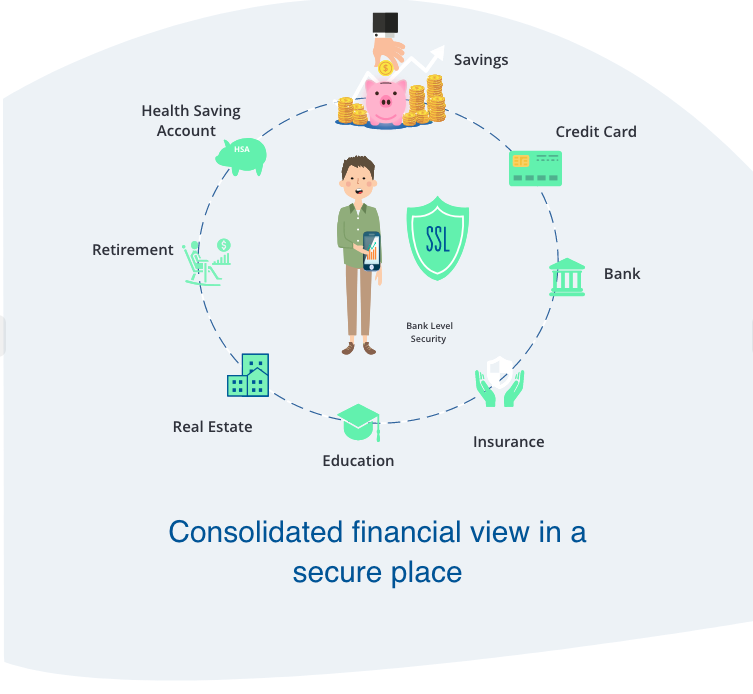 Savings
Health Saving
Account
Credit Card
HSA
Retirement
SSL
Bank
Bank Level
Security
Real Estate
Insurance
Education
Consolidated financial view in a
secure place